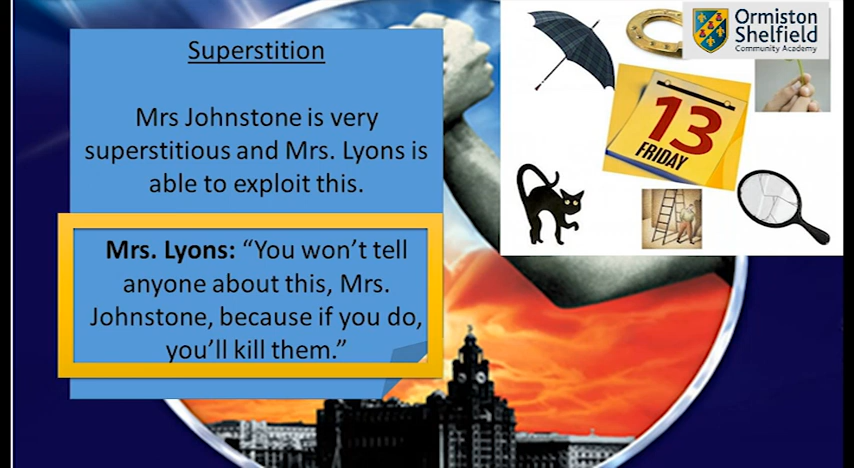 Superstition
Mrs Johnstone is very
superstitious and Mrs. Lyons is
able to exploit this.
Mrs. Lyons: “You won’t tell
anyone about this, Mrs.
Johnstone, because if you do,
you’ll kill them.”
Ormiston
Shelfield
Community Academy
13
FRIDAY